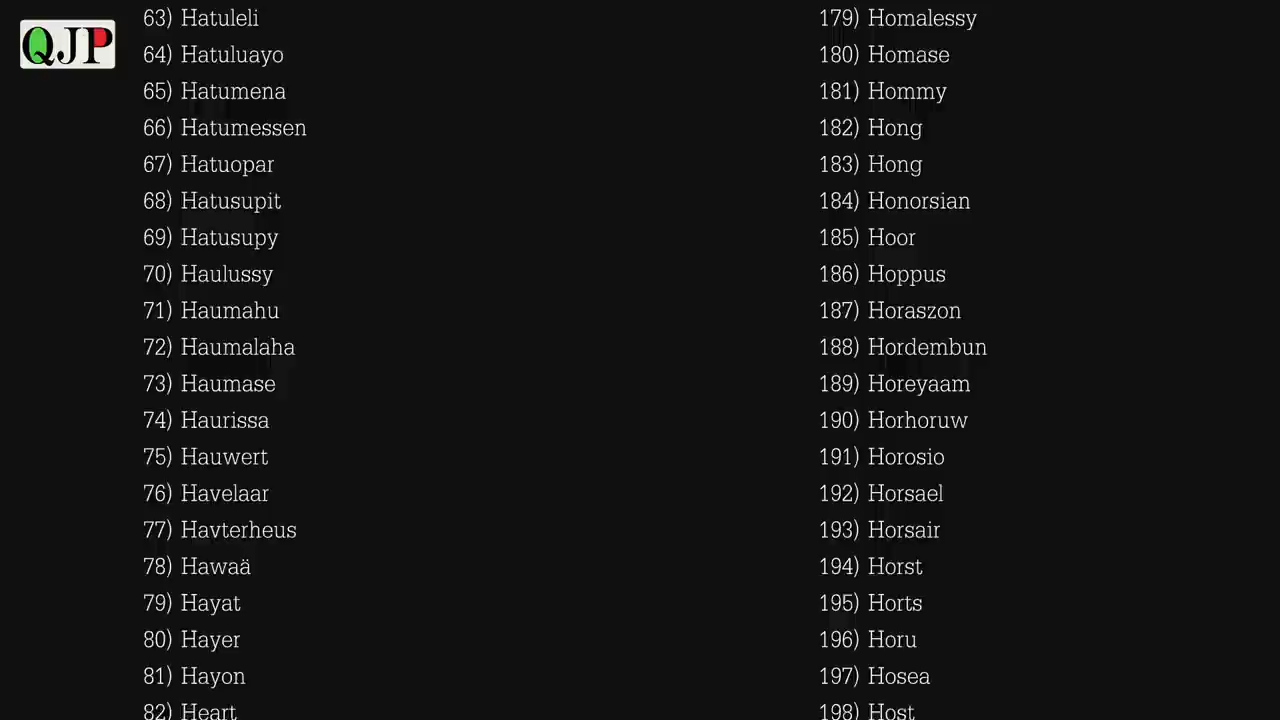 QJP
63) Hatuleli
64) Hatuluayo
65) Hatumena
66) Hatumessen
67) Hatuopar
68) Hatusupit
69) Hatusupy
70) Haulussy
71) Haumahu
72) Haumalaha
73) Haumase
74) Haurissa
75) Hauwert
76) Havelaar
77) Havterheus
78) Hawaä
79) Hayat
80) Hayer
81) Hayon
82) Heart
179) Homalessy
180) Homase
181) Hommy
182) Hong
183) Hong
184) Honorsian
185) Hoor
186) Hoppus
187) Horaszon
188) Hordembun
189) Horeyaam
190) Horhoruw
191) Horosio
192) Horsael
193) Horsair
194) Horst
195) Horts
196) Horu
197) Hosea
198) Host